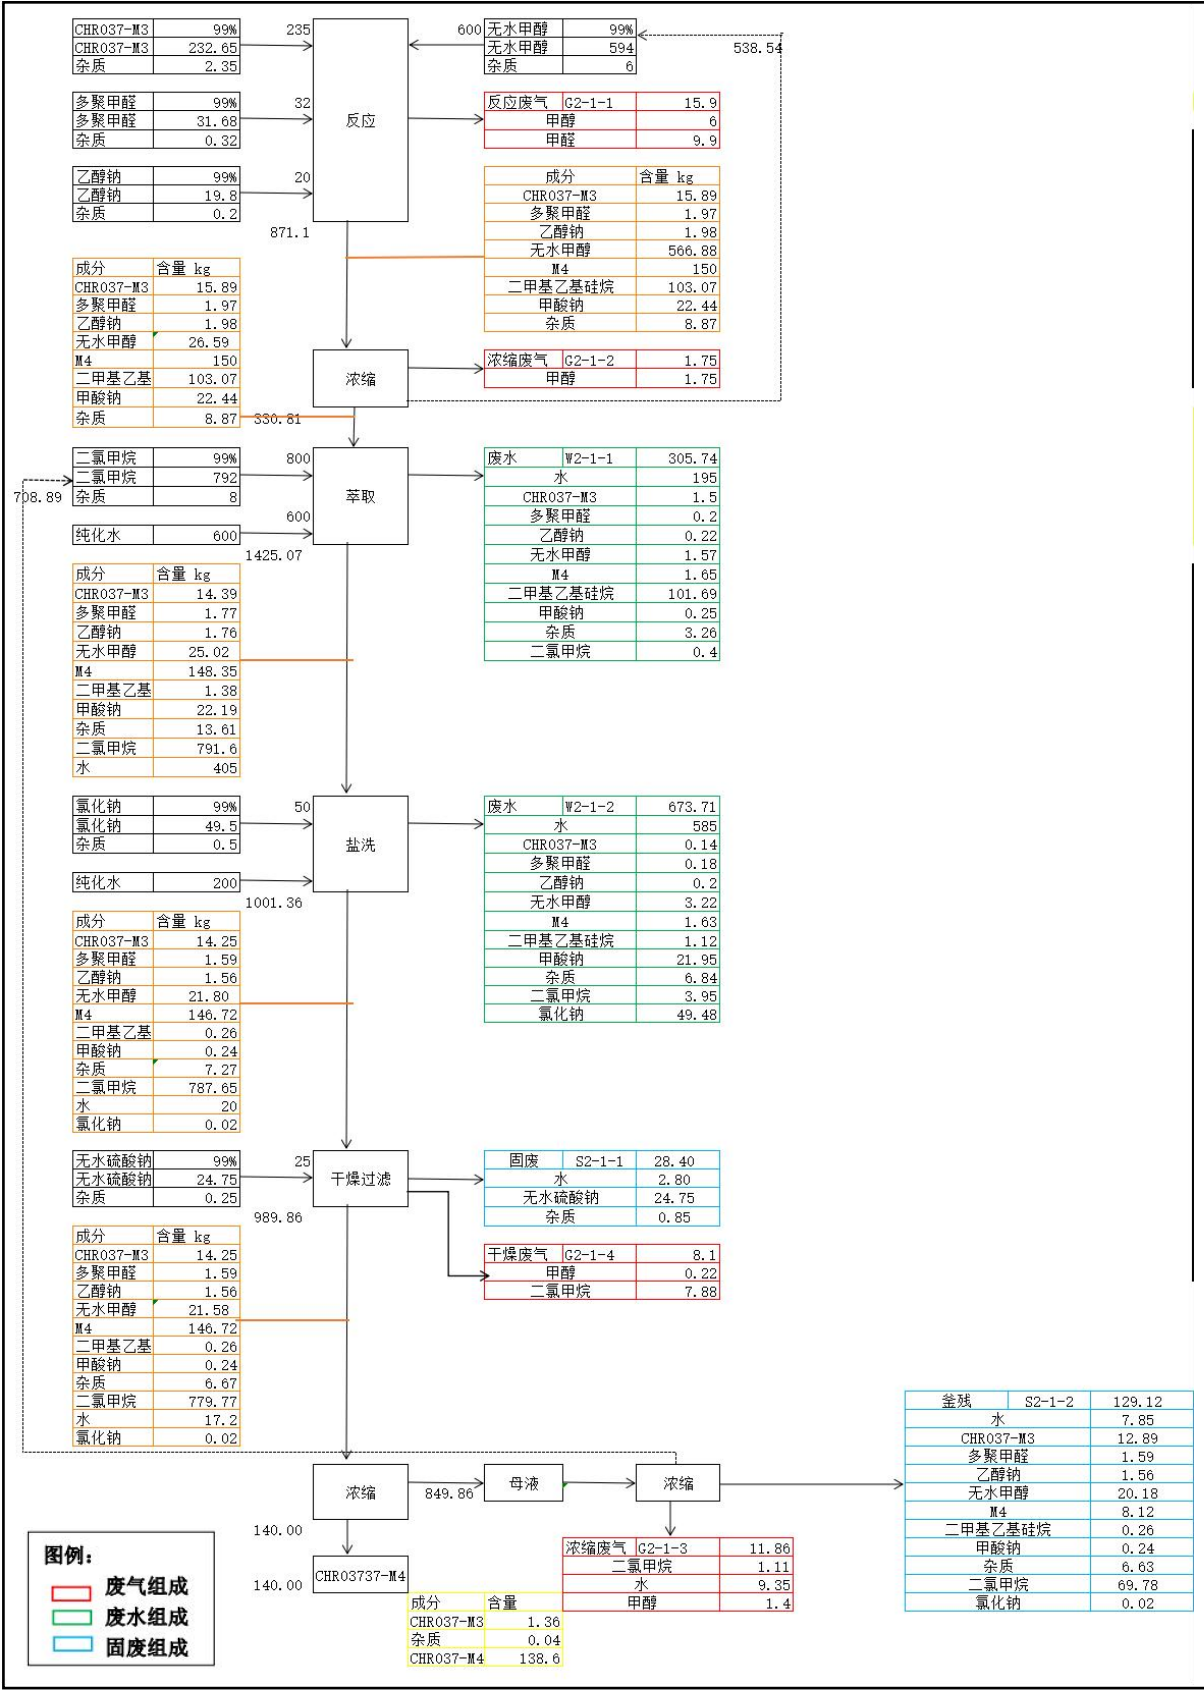 CHR037-M3 99% 235 600 无水甲醇 99%
CHR037-M3 232.65 无水甲醇 594 538.54
杂质 2.35 杂质 6
多聚甲醛 99% 32 反应废气 G2-1-1 15.9
多聚甲醛 31.68 反应 甲醇 6
杂质 0.32 甲醛 9.9
乙醇钠 99% 20 成分 含量 kg
乙醇钠 19.8 CHR037-M3 15.89
杂质 0.2 多聚甲醛 1.97
871.1 乙醇钠 1.98
无水甲醇 566.88
成分 含量 kg M4 150
CHR037-M3 15.89 二甲基乙基硅烷 103.07
多聚甲醛 1.97 甲酸钠 22.44
乙醇钠 1.98 杂质 8.87
无水甲醇 26.59
M4 150 浓缩废气 G2-1-2 1.75
二甲基乙基 103.07 浓缩 甲醇 1.75
甲酸钠 22.44
杂质 8.87 330.81
二氯甲烷 99% 800 废水 W2-1-1 305.74
二氯甲烷 792 水 195
708.89 杂质 8 萃取 CHR037-M3 1.5
600 多聚甲醛 0.2
纯化水 600 乙醇钠 0.22
1425.07 无水甲醇 1.57
成分 含量 kg M4 1.65
CHR037-M3 14.39 二甲基乙基硅烷 101.69
多聚甲醛 1.77 甲酸钠 0.25
乙醇钠 1.76 杂质 3.26
无水甲醇 25.02 二氯甲烷 0.4
M4 148.35
二甲基乙基 1.38
甲酸钠 22.19
杂质 13.61
二氯甲烷 791.6
水 405
氯化钠 99% 50 废水 W2-1-2 673.71
氯化钠 49.5 水 585
杂质 0.5 盐洗 CHR037-M3 0.14
多聚甲醛 0.18
纯化水 200 乙醇钠 0.2
1001.36 无水甲醇 3.22
成分 含量 kg M4 1.63
CHR037-M3 14.25 二甲基乙基硅烷 1.12
多聚甲醛 1.59 甲酸钠 21.95
乙醇钠 1.56 杂质 6.84
无水甲醇 21.80 二氯甲烷 3.95
M4 146.72 氯化钠 49.48
二甲基乙基 0.26
甲酸钠 0.24
杂质 7.27
二氯甲烷 787.65
水 20
氯化钠 0.02
无水硫酸钠 99% 25 固废 S2-1-1 28.40
无水硫酸钠 24.75 干燥过滤 水 2.80
杂质 0.25 无水硫酸钠 24.75
989.86 杂质 0.85
成分 含量 kg
CHR037-M3 14.25 干燥废气 G2-1-4 8.1
多聚甲醛 1.59 甲醇 0.22
乙醇钠 1.56 二氯甲烷 7.88
无水甲醇 21.58
M4 146.72
二甲基乙基 0.26
甲酸钠 0.24
杂质 6.67
二氯甲烷 779.77
水 17.2
氯化钠 0.02
釜残 S2-1-2 129.12
水 7.85
CHR037-M3 12.89
多聚甲醛 1.59
乙醇钠 1.56
无水甲醇 20.18
M4 8.12
二甲基乙基硅烷 0.26
甲酸钠 0.24
杂质 6.63
二氯甲烷 69.78
氯化钠 0.02
浓缩 849.86 母液 浓缩
140.00
浓缩废气 G2-1-3 11.86
二氯甲烷 1.11
水 9.35
甲醇 1.4
140.00 CHR03737-M4
成分 含量
CHR037-M3 1.36
杂质 0.04
CHR037-M4 138.6
图例：
废气组成
废水组成
固废组成